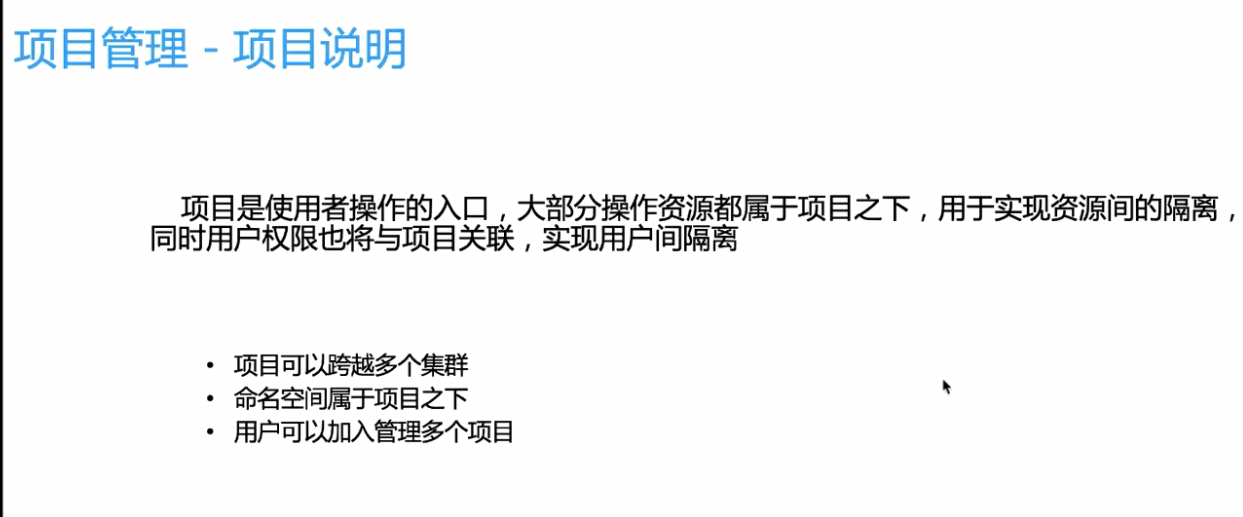 项目管理 - 项目说明
项目是使用者操作的入口，大部分操作资源都属于项目之下，用于实现资源间的隔离，
同时用户权限也将与项目关联，实现用户间隔离
• 项目可以跨越多个集群
• 命名空间属于项目之下
• 用户可以加入管理多个项目